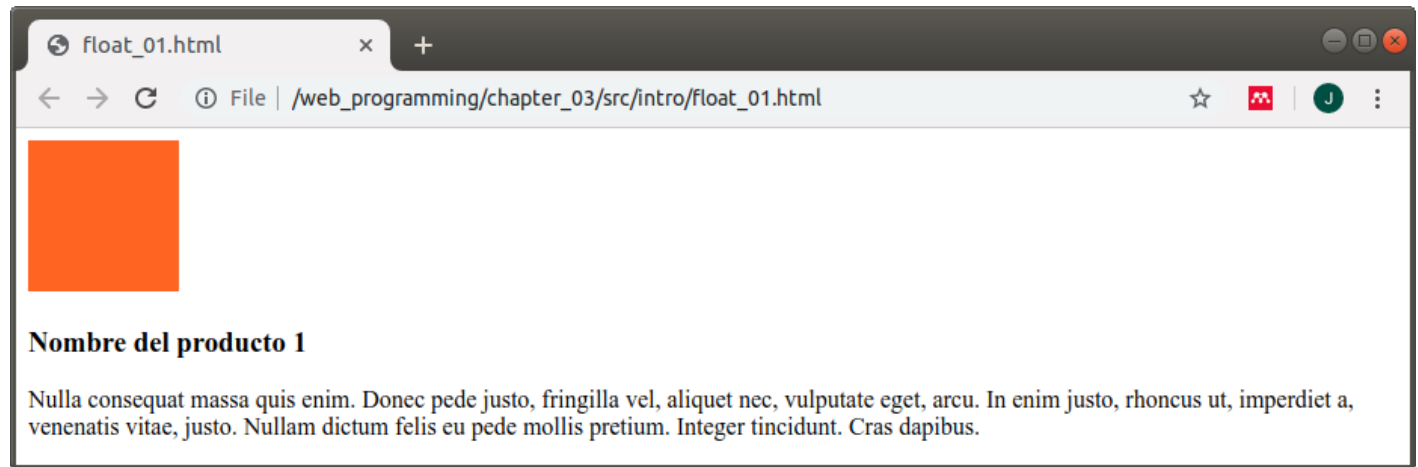 float_01.html
File /web_programming/chapter_03/src/intro/float_01.html
J
Nombre del producto 1
Nulla consequat massa quis enim. Donec pede justo, fringilla vel, aliquet nec, vulputate eget, arcu. In enim justo, rhoncus ut, imperdiet a,
venenatis vitae, justo. Nullam dictum felis eu pede mollis pretium. Integer tincidunt. Cras dapibus.